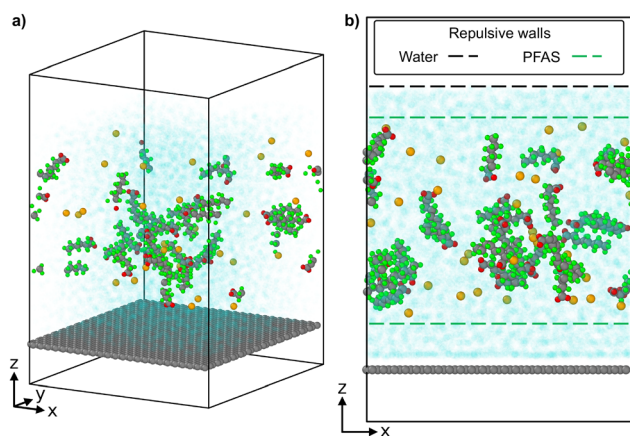 a)
z
y
x
b)
Repulsive walls
Water
PFAS
z
x